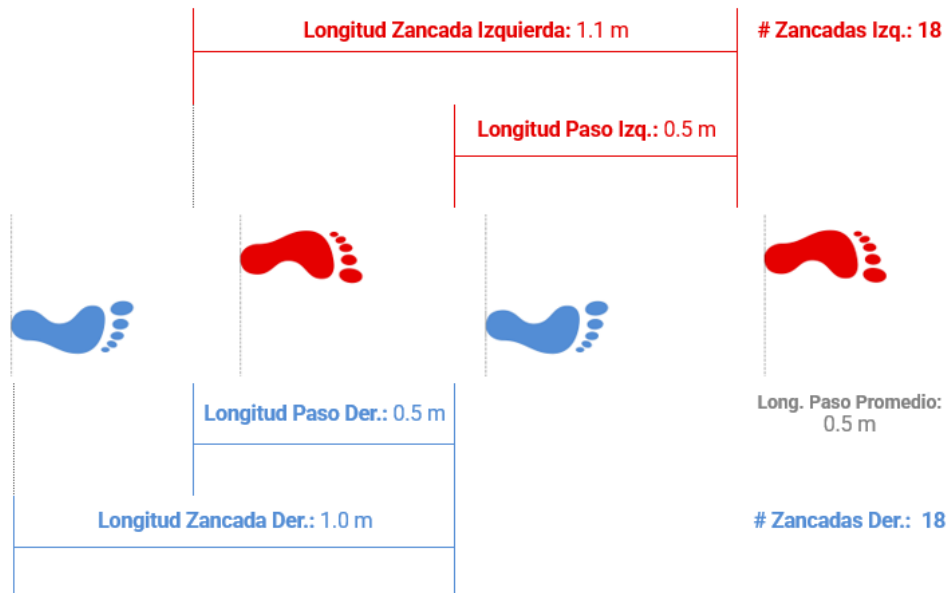 Longitud Zancada Izquierda: 1.1 m
# Zancadas Izq.: 18
Longitud Paso Izq.: 0.5 m
Longitud Paso Der.: 0.5 m
Long. Paso Promedio:
0.5 m
Longitud Zancada Der.: 1.0 m
# Zancadas Der.: 18